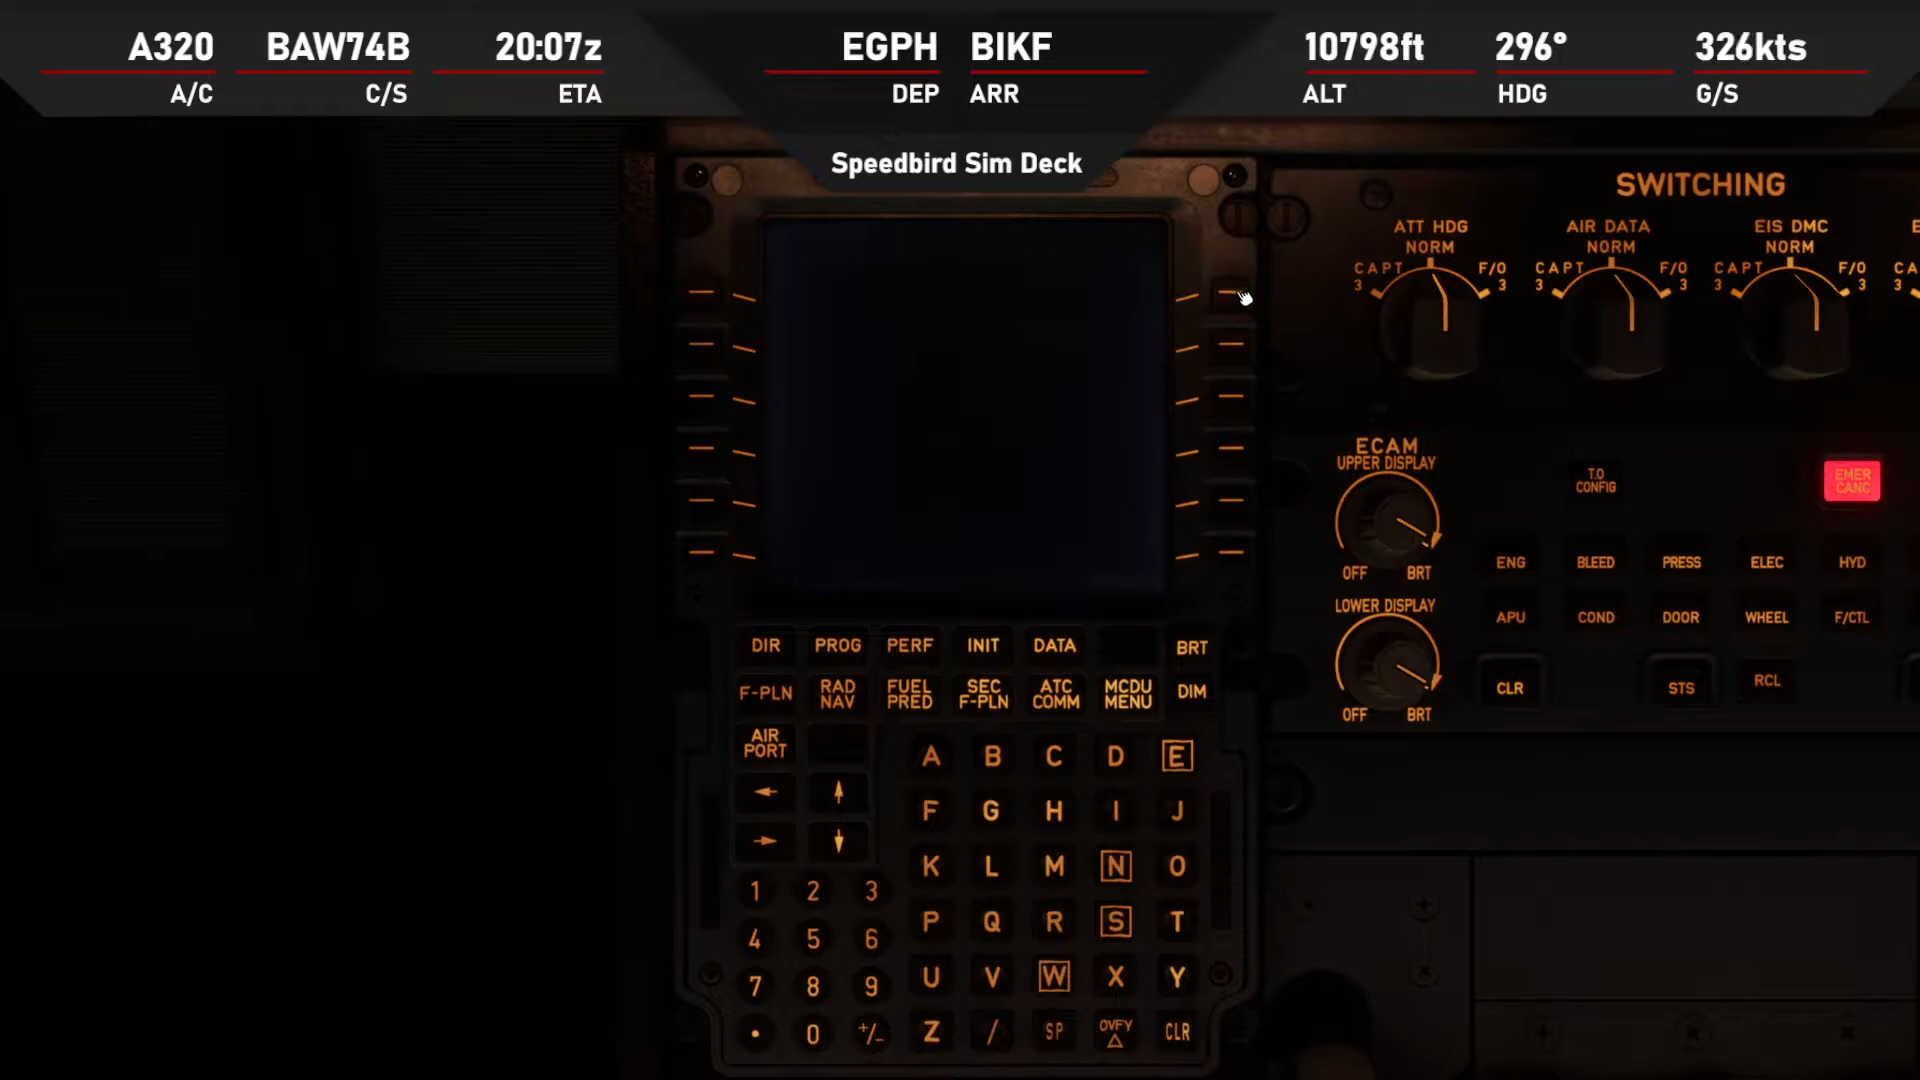 A320 BAW74B 20:07z EGPH BIKF 10798ft 296° 326kts
A/C C/S ETA DEP ARR ALT HDG G/S
Speedbird Sim Deck
SWITCHING
ATT HDG AIR DATA EIS DMC E
NORM NORM NORM
CAPT F/O CAPT F/O CAPT F/O CA
3 3 3 3 3 3 3
ECAM
UPPER DISPLAY
T.O
CONFIG
EMER
CANC
OFF BRT
ENG BLEED PRESS ELEC HYD
LOWER DISPLAY
APU COND DOOR WHEEL F/CTL
CLR STS RCL
OFF BRT
DIR PROG PERF INIT DATA BRT
F-PLN RAD NAV FUEL PRED SEC F-PLN ATC COMM MCDU MENU DIM
AIR PORT
A B C D E
F G H I J
K L M N O
1 2 3 P Q R S T
4 5 6
7 8 9 U V W X Y
. 0 +/- Z / SP OVFY △ CLR